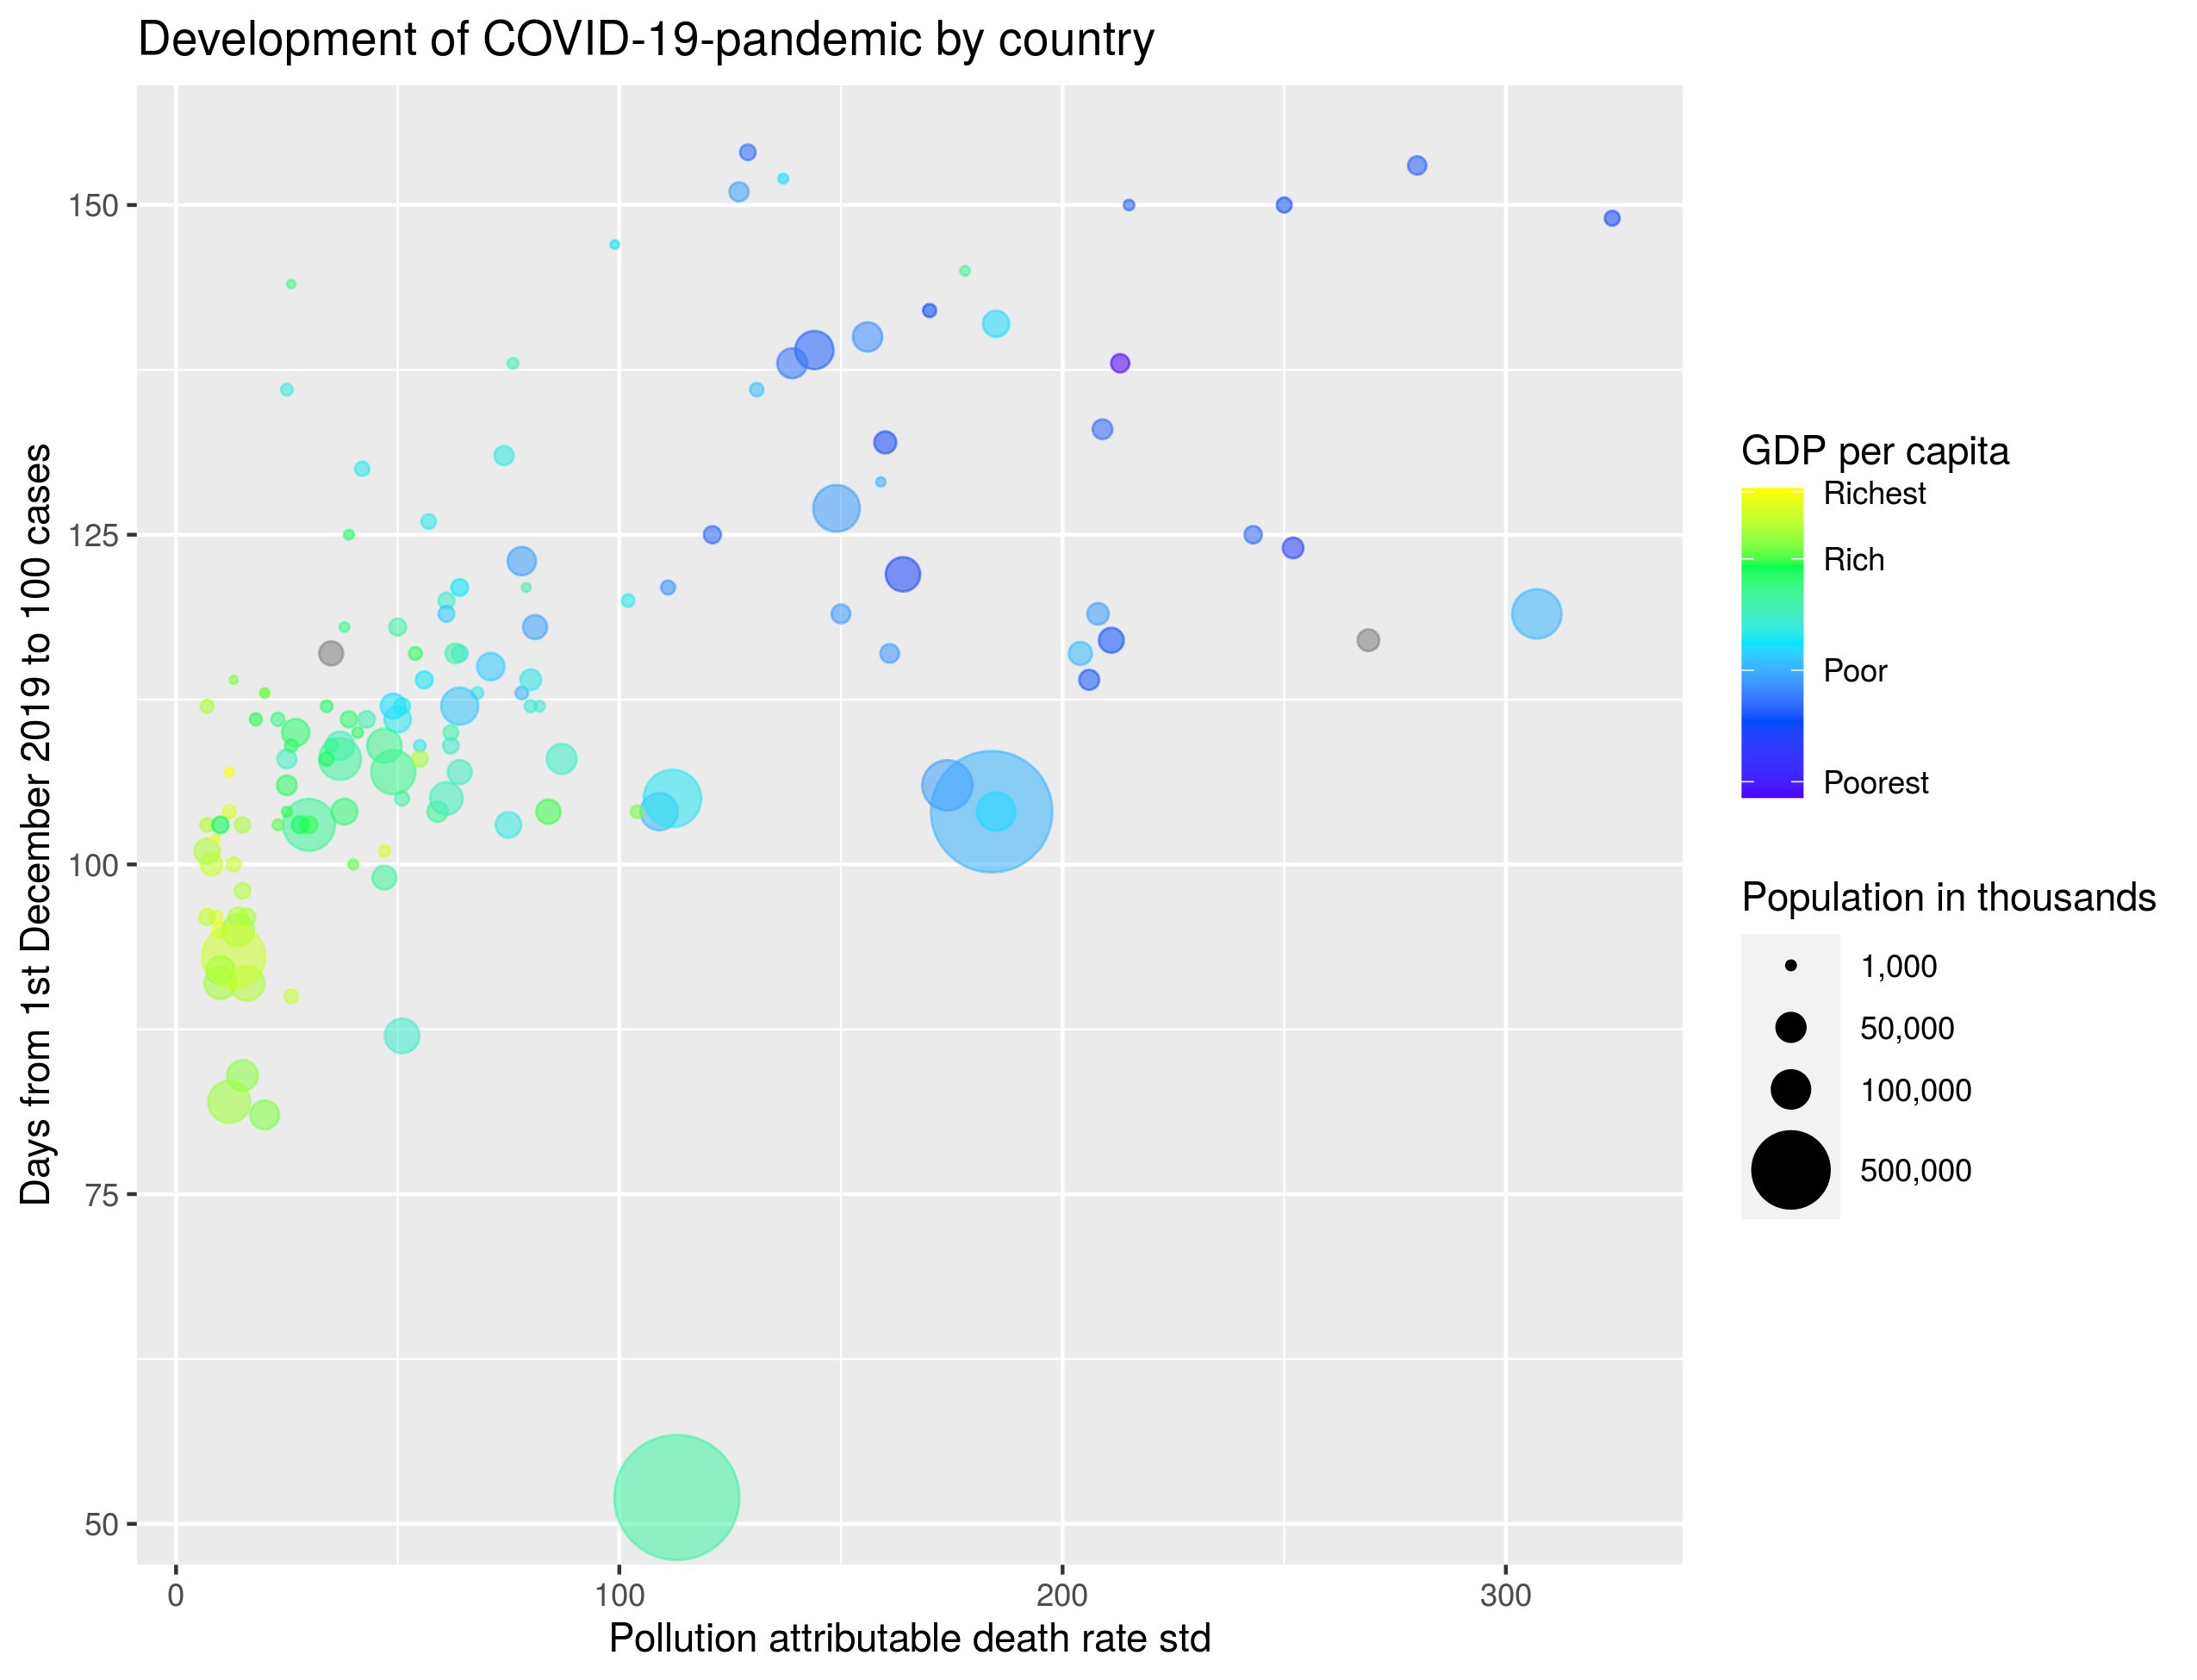 Development of COVID-19-pandemic by country
Days from 1st December 2019 to 100 cases
150
125
100
75
50
0
100
200
300
Pollution attributable death rate std
GDP per capita
Richest
Rich
Poor
Poorest
Population in thousands
1,000
50,000
100,000
500,000